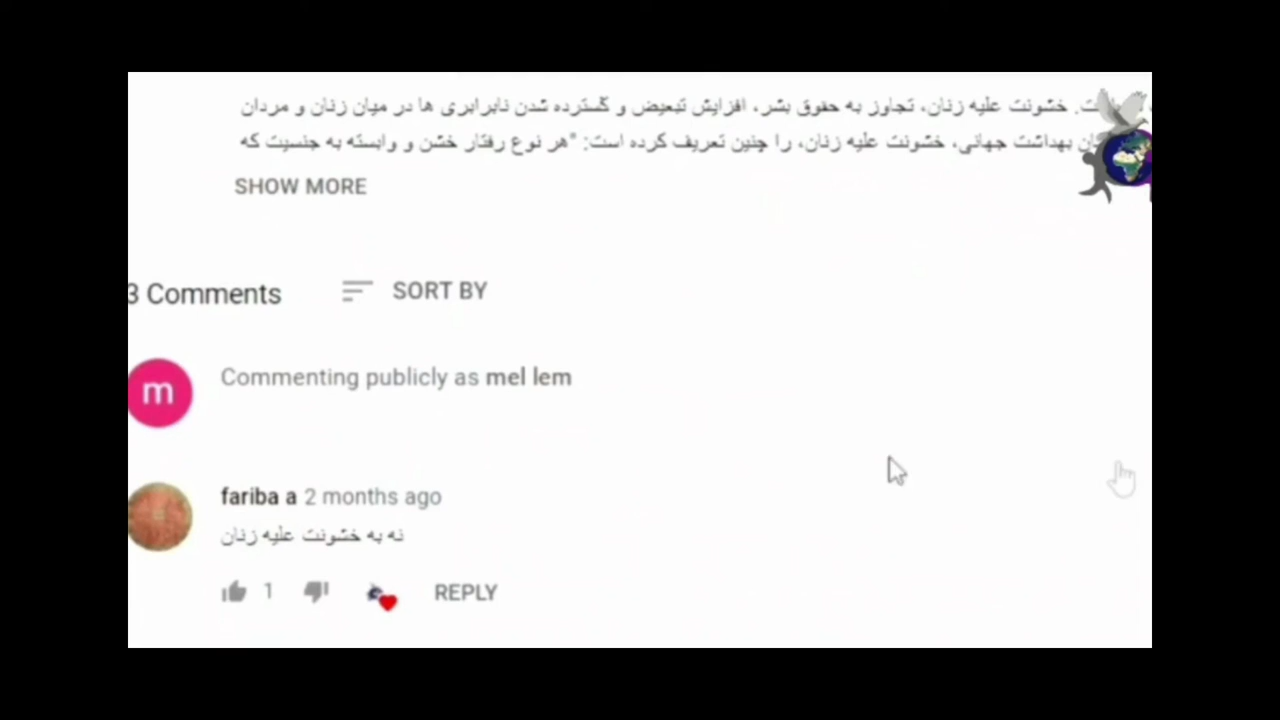 خشونت علیه زنان، تجاوز به حقوق بشر، افزایش تبعیض و گسترده شدن نابرابری ها در میان زنان و مردان
بهداشت جهانی، خشونت علیه زنان، را چنین تعریف کرده است: "هر نوع رفتار خشن و وابسته به جنسیت که
SHOW MORE
3 Comments
SORT BY
m
Commenting publicly as mel lem
fariba a 2 months ago
نه به خشونت علیه زنان
1
REPLY